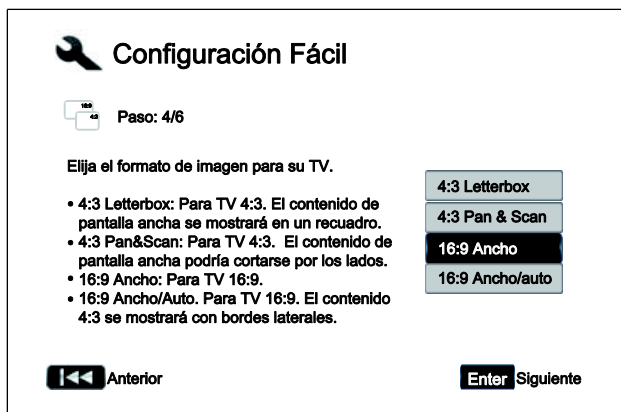 Configuración Fácil
16:9
4:3
Paso: 4/6
Elija el formato de imagen para su TV.
• 4:3 Letterbox: Para TV 4:3. El contenido de
pantalla ancha se mostrará en un recuadro.
• 4:3 Pan&Scan: Para TV 4:3. El contenido de
pantalla ancha podría cortarse por los lados.
• 16:9 Ancho: Para TV 16:9.
• 16:9 Ancho/Auto. Para TV 16:9. El contenido
4:3 se mostrará con bordes laterales.
4:3 Letterbox
4:3 Pan & Scan
16:9 Ancho
16:9 Ancho/auto
Anterior
Enter Siguiente